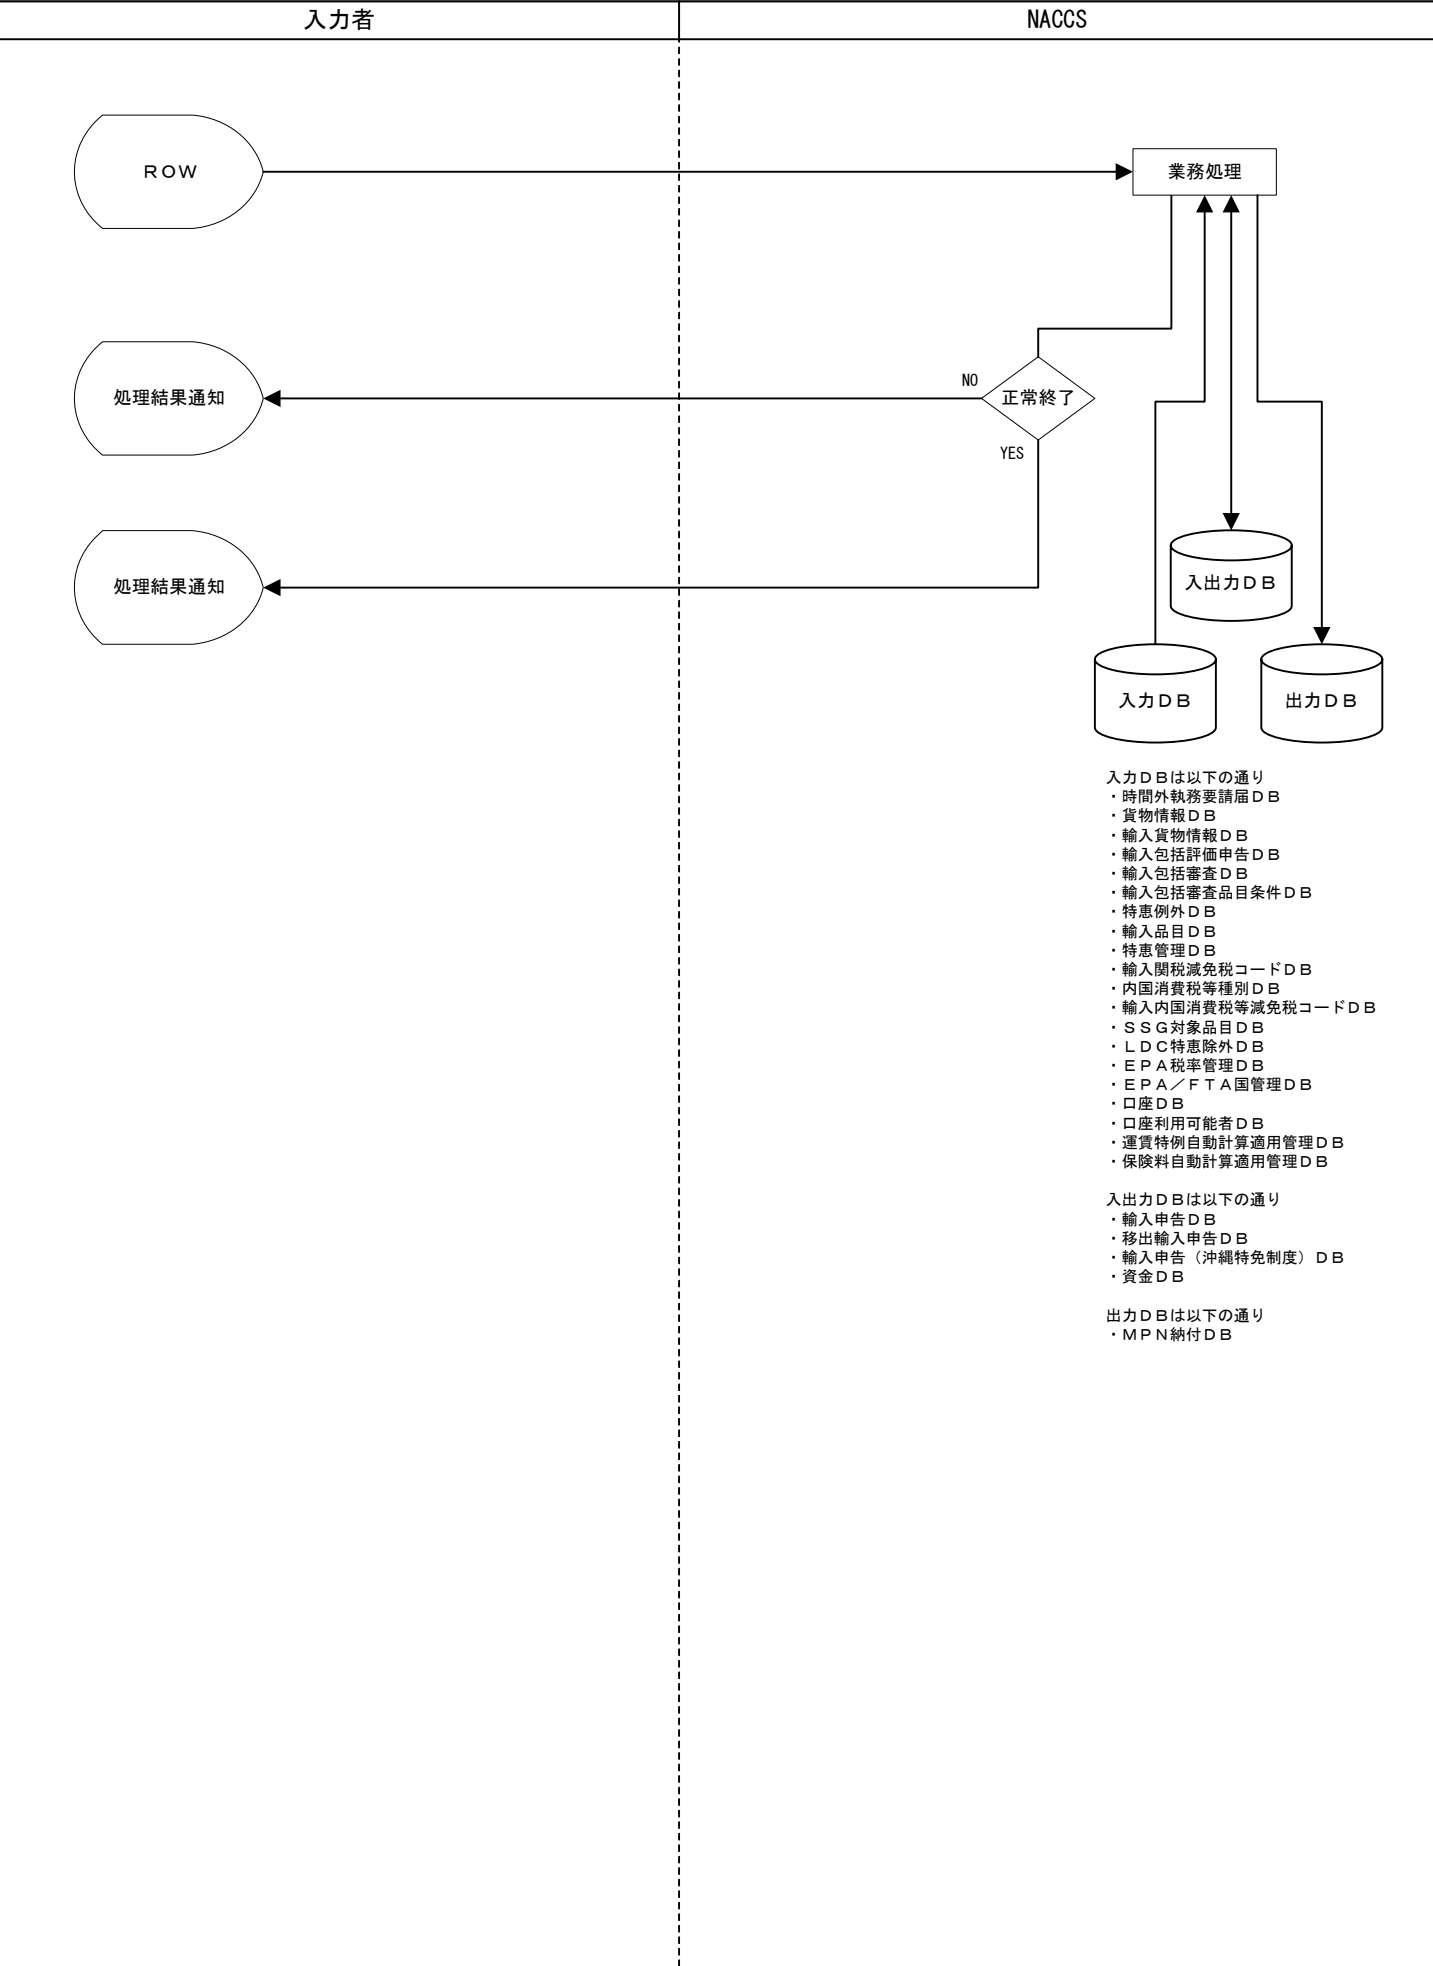 入力者
NACCS
ＲＯＷ
業務処理
処理結果通知
NO
正常終了
YES
処理結果通知
入出力ＤＢ
入力ＤＢ
出力ＤＢ
入力ＤＢは以下の通り
・時間外執務要請届ＤＢ
・貨物情報ＤＢ
・輸入貨物情報ＤＢ
・輸入包括評価申告ＤＢ
・輸入包括審査ＤＢ
・輸入包括審査品目条件ＤＢ
・特恵例外ＤＢ
・輸入品目ＤＢ
・特恵管理ＤＢ
・輸入関税減免税コードＤＢ
・内国消費税等種別ＤＢ
・輸入内国消費税等減免税コードＤＢ
・ＳＳＧ対象品目ＤＢ
・ＬＤＣ特恵除外ＤＢ
・ＥＰＡ税率管理ＤＢ
・ＥＰＡ／ＦＴＡ国管理ＤＢ
・口座ＤＢ
・口座利用可能者ＤＢ
・運賃特例自動計算適用管理ＤＢ
・保険料自動計算適用管理ＤＢ
入出力ＤＢは以下の通り
・輸入申告ＤＢ
・移出輸入申告ＤＢ
・輸入申告（沖縄特免制度）ＤＢ
・資金ＤＢ
出力ＤＢは以下の通り
・ＭＰＮ納付ＤＢ